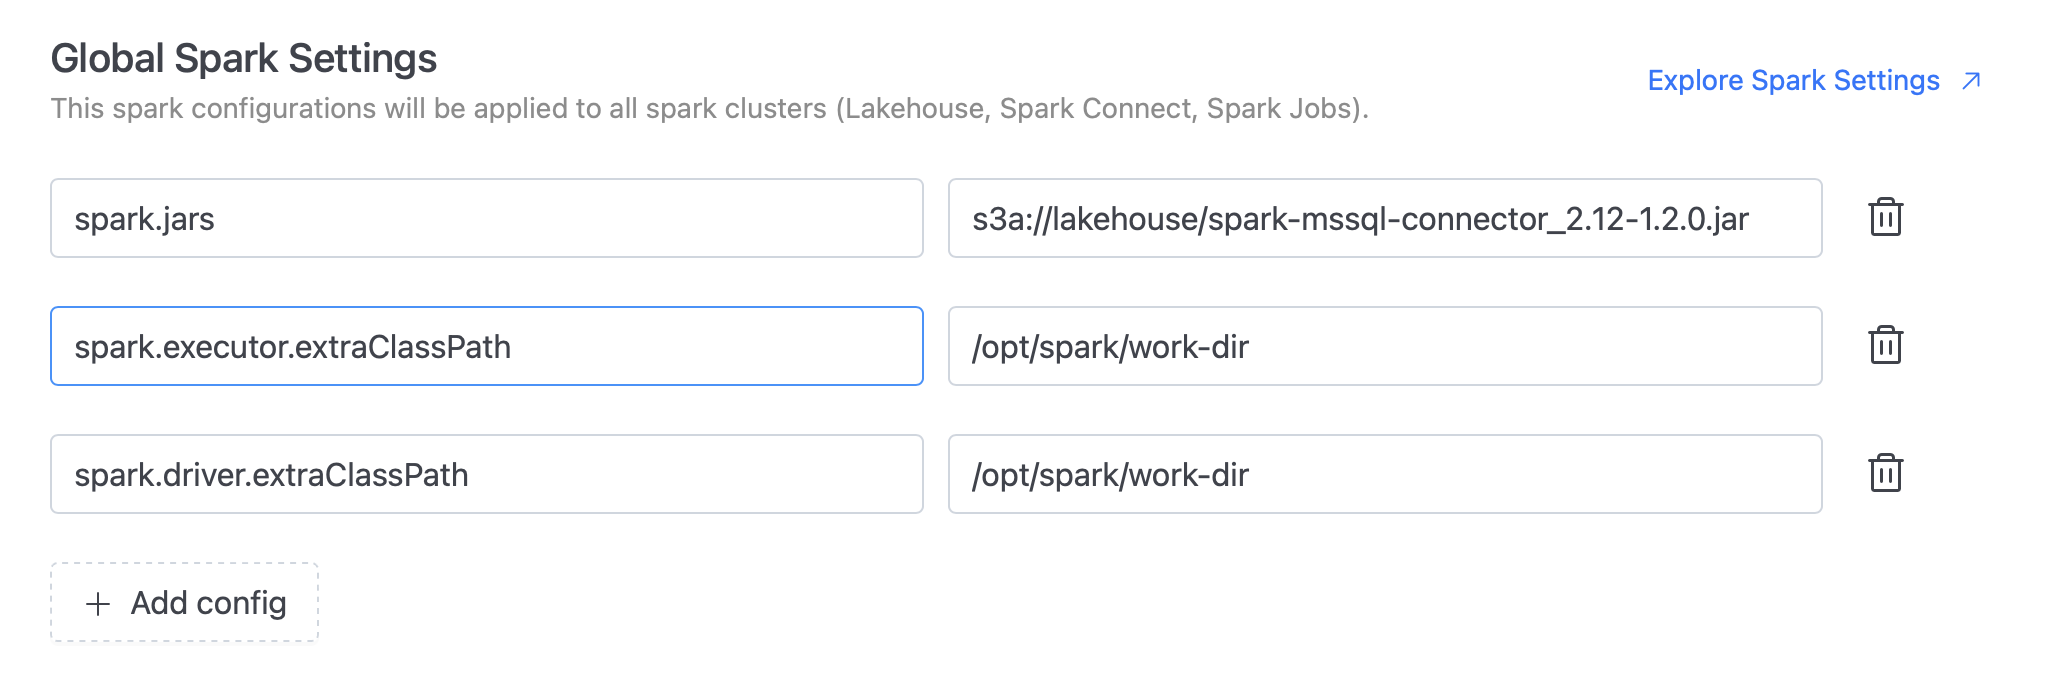 Global Spark Settings
Explore Spark Settings
This spark configurations will be applied to all spark clusters (Lakehouse, Spark Connect, Spark Jobs).
spark.jars
s3a://lakehouse/spark-mssql-connector_2.12-1.2.0.jar
spark.executor.extraClassPath
/opt/spark/work-dir
spark.driver.extraClassPath
/opt/spark/work-dir
Add config